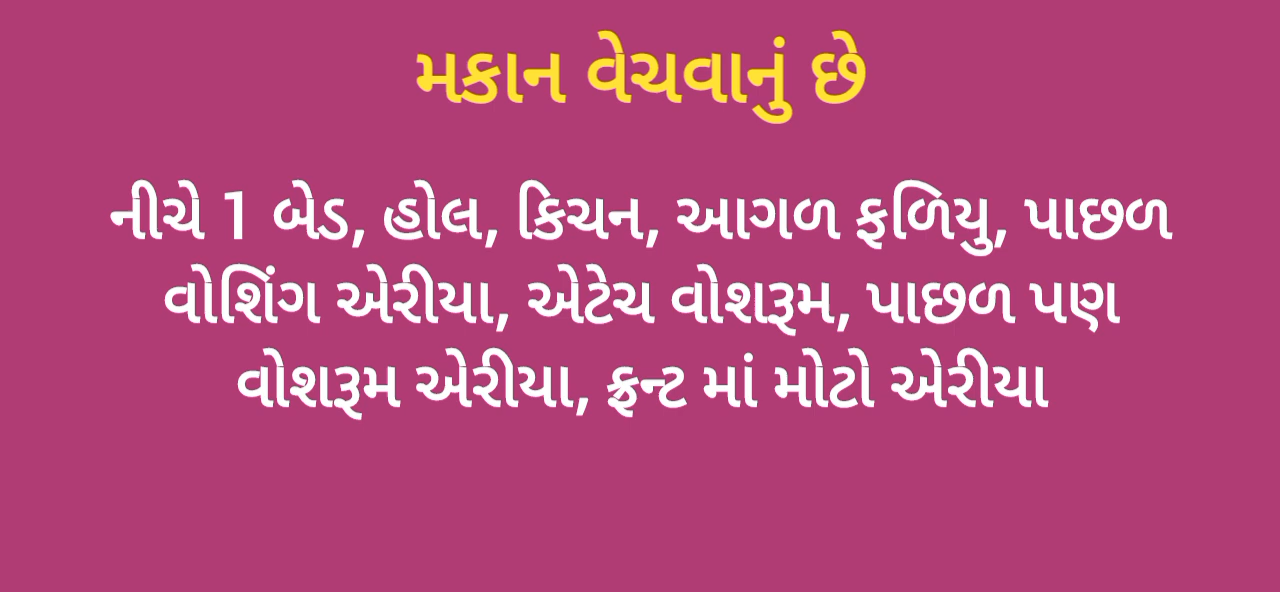 મકાન વેચવાનું છે
નીચે 1 બેડ, હોલ, કિચન, આગળ ફળિયુ, પાછળ
વોશિંગ એરીયા, એટેચ વોશરૂમ, પાછળ પણ
વોશરૂમ એરીયા, ફ્રન્ટ માં મોટો એરીયા